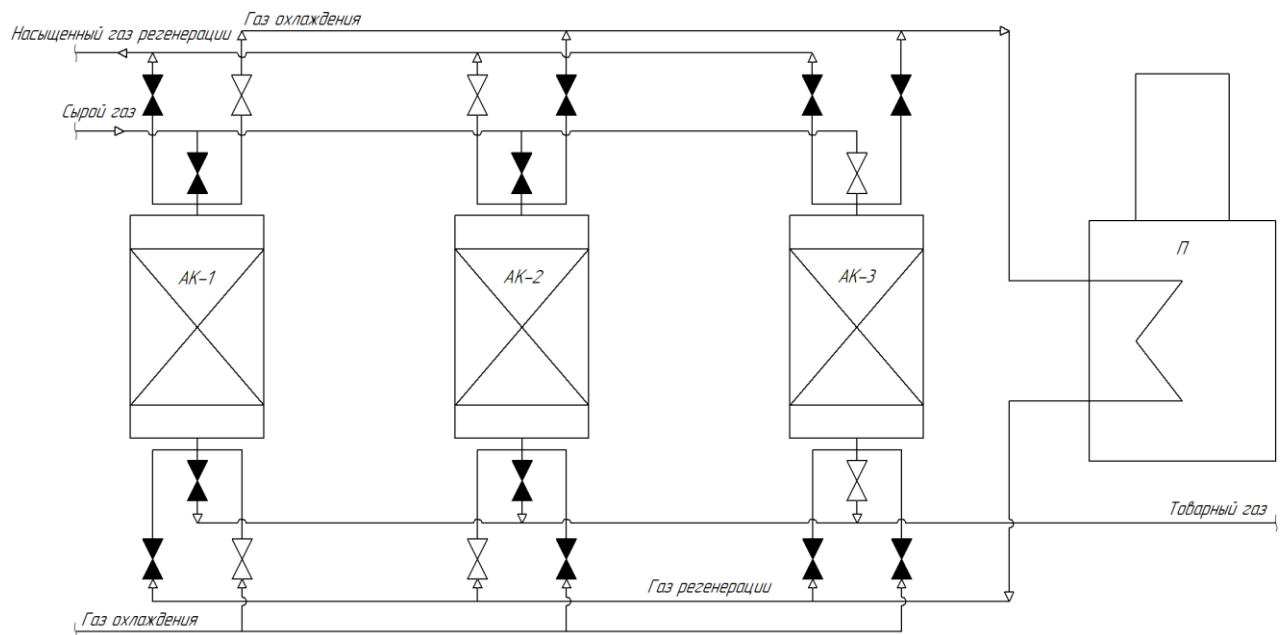 Газ охлаждения
Насыщенный газ регенерации
Сырой газ
П
АК-1
АК-2
АК-3
Товарный газ
Газ регенерации
Газ охлаждения